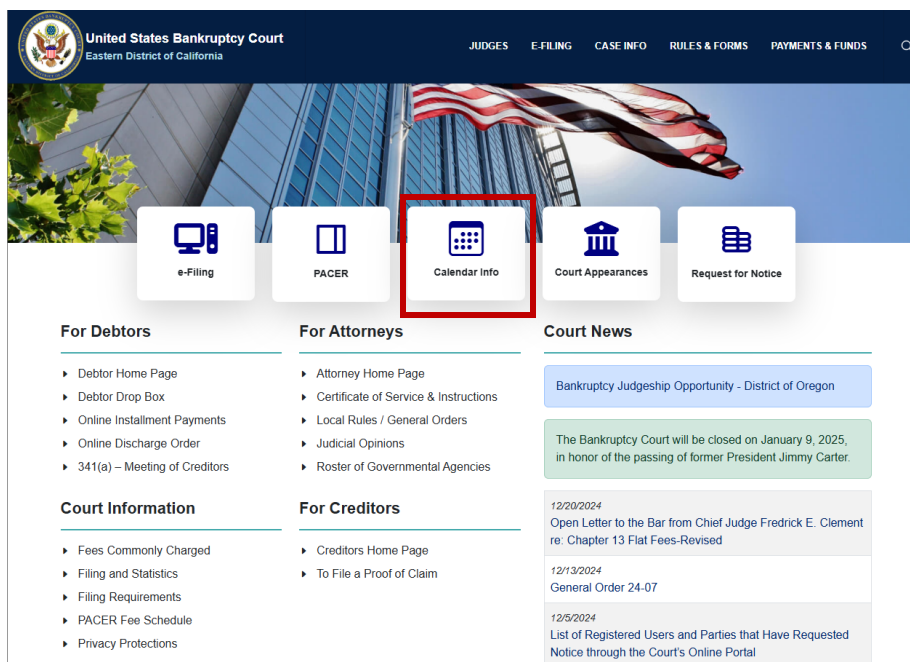 United States Bankruptcy Court
Eastern District of California
JUDGES E-FILING CASE INFO RULES & FORMS PAYMENTS & FUNDS
e-Filing
PACER
Calendar Info
Court Appearances
Request for Notice
For Debtors
Debtor Home Page
Debtor Drop Box
Online Installment Payments
Online Discharge Order
341(a) – Meeting of Creditors
For Attorneys
Attorney Home Page
Certificate of Service & Instructions
Local Rules / General Orders
Judicial Opinions
Roster of Governmental Agencies
Court News
Bankruptcy Judgeship Opportunity - District of Oregon
The Bankruptcy Court will be closed on January 9, 2025,
in honor of the passing of former President Jimmy Carter.
12/20/2024
Open Letter to the Bar from Chief Judge Fredrick E. Clement
re: Chapter 13 Flat Fees-Revised
12/13/2024
General Order 24-07
12/5/2024
List of Registered Users and Parties that Have Requested
Notice through the Court's Online Portal
Court Information
Fees Commonly Charged
Filing and Statistics
Filing Requirements
PACER Fee Schedule
Privacy Protections
For Creditors
Creditors Home Page
To File a Proof of Claim